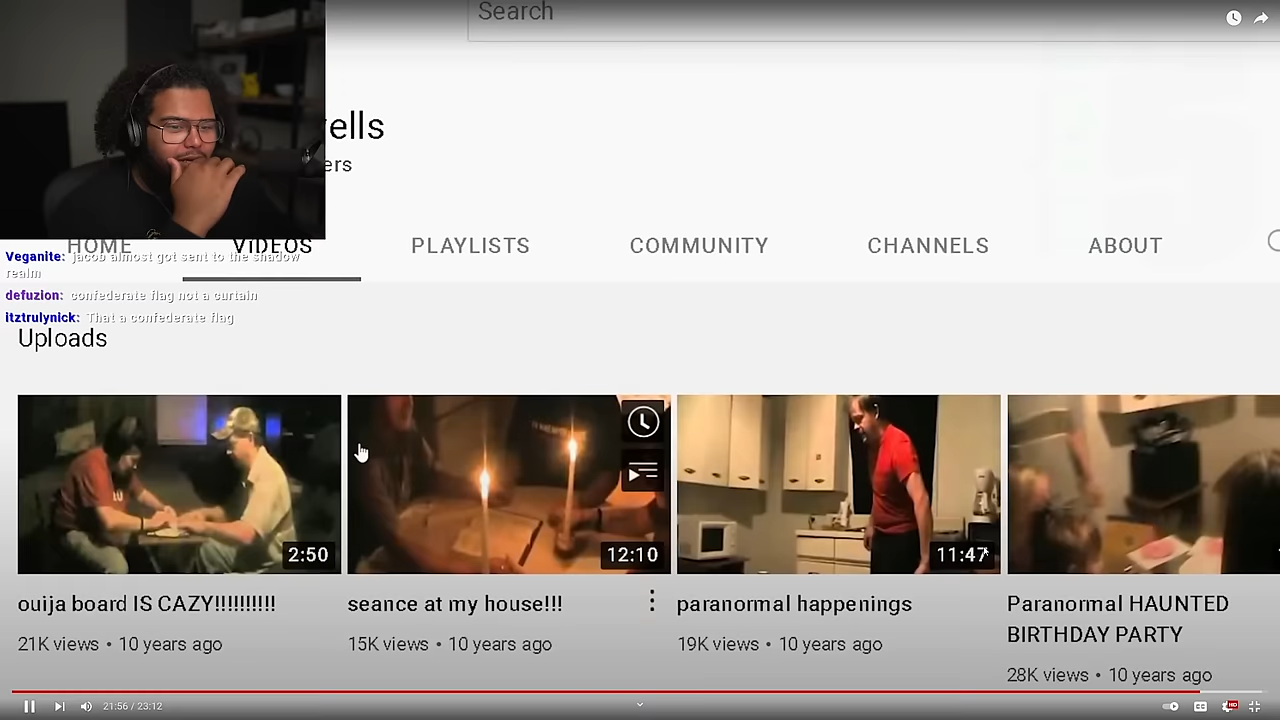 Search
ells
ers
HOME
VIDEOS
PLAYLISTS
COMMUNITY
CHANNELS
ABOUT
Veganite: jacob almost got sent to the shadow
realm
defuzion: confederate flag not a curtain
itztrulynick: That a confederate flag
Uploads
2:50
12:10
11:47
ouija board IS CAZY!!!!!!!!!!
seance at my house!!!
paranormal happenings
Paranormal HAUNTED
BIRTHDAY PARTY
21K views • 10 years ago
15K views • 10 years ago
19K views • 10 years ago
28K views • 10 years ago
21:56 / 23:12
CC
HD